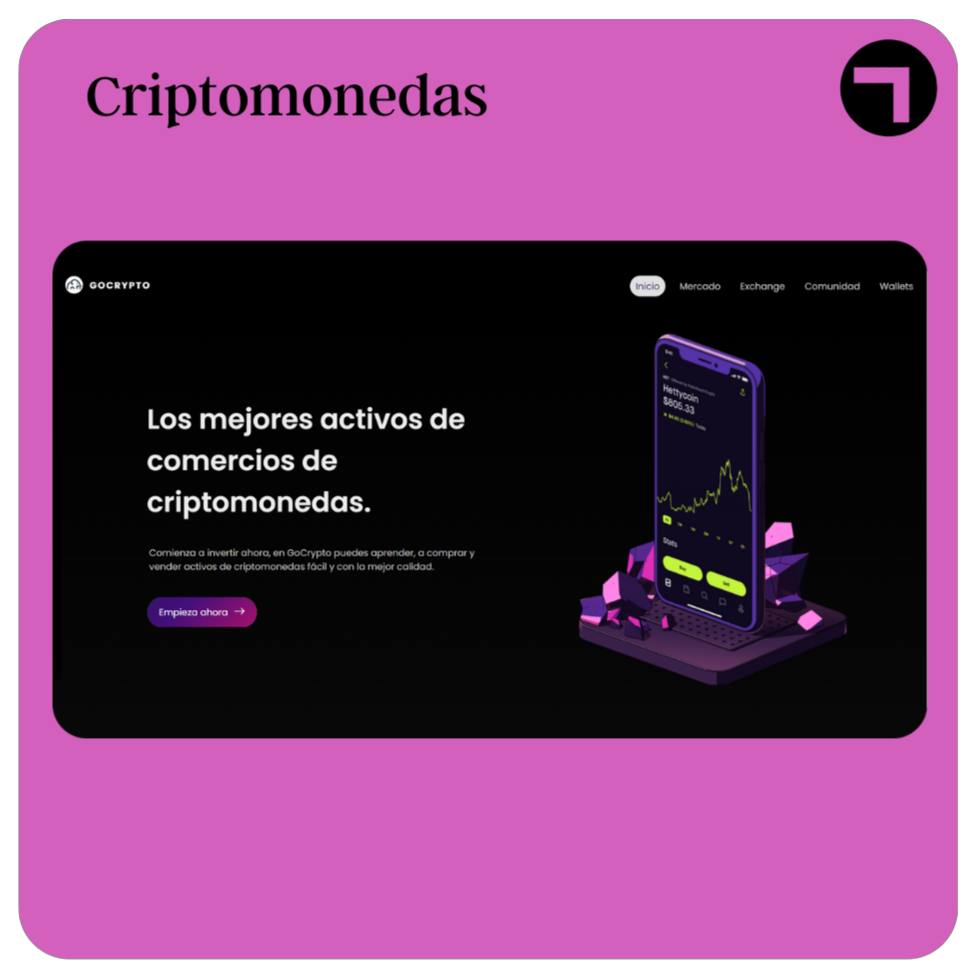 Criptomonedas
GOCRYPTO
Inicio Mercado Exchange Comunidad Wallets
Los mejores activos de
comercios de
criptomonedas.
Comienza a invertir ahora, en GoCrypto puedes aprender, a comprar y
vender activos de criptomonedas fácil y con la mejor calidad.
Empieza ahora
Hettycoin
$805.33
Stats
Buy
Sell